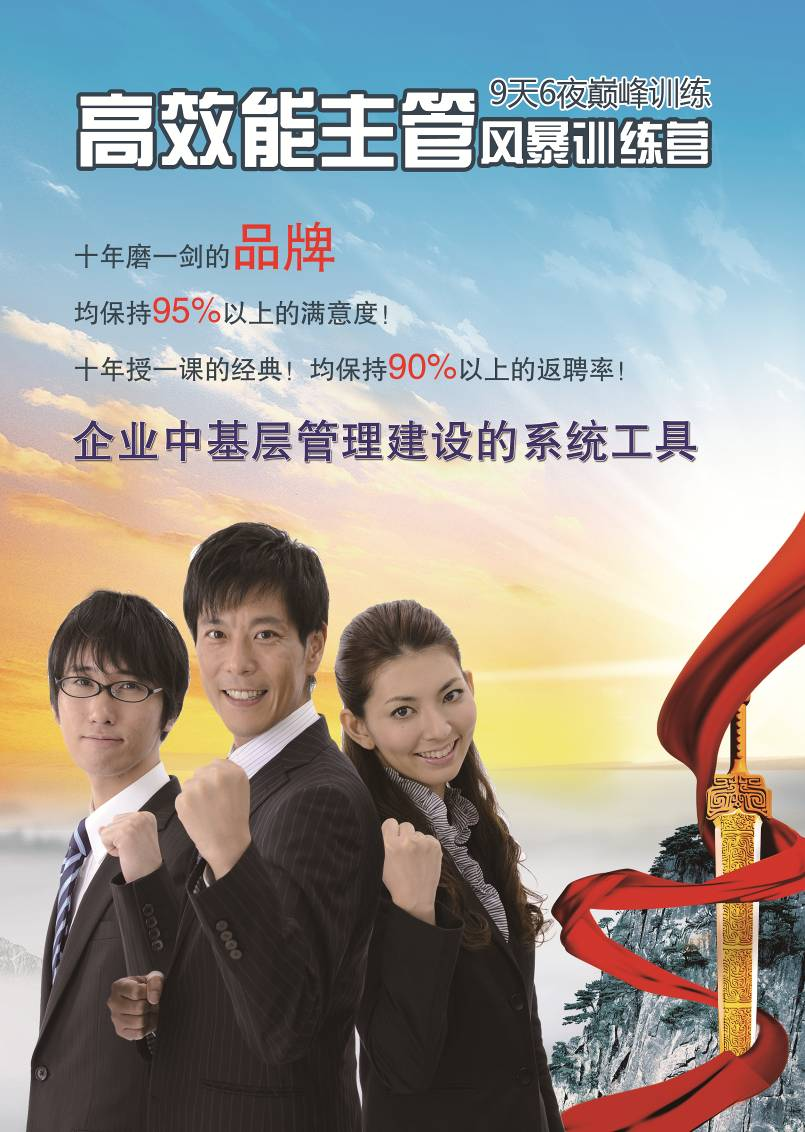 9天6夜巅峰训练
高效能主管风暴训练营
十年磨一剑的品牌
均保持95%以上的满意度！
十年授一课的经典！均保持90%以上的返聘率！
企业中基层管理建设的系统工具